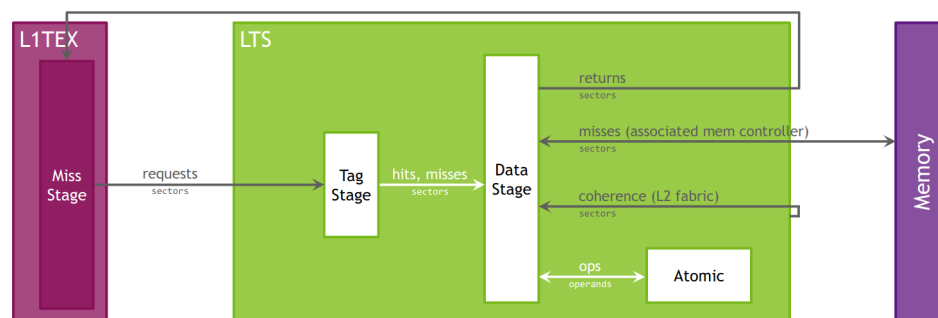 L1TEX
LTS
returns
sectors
misses (associated mem controller)
sectors
Miss
Stage
requests
sectors
Tag
Stage
hits, misses
sectors
Data
Stage
coherence (L2 fabric)
sectors
ops
operands
Atomic
Memory